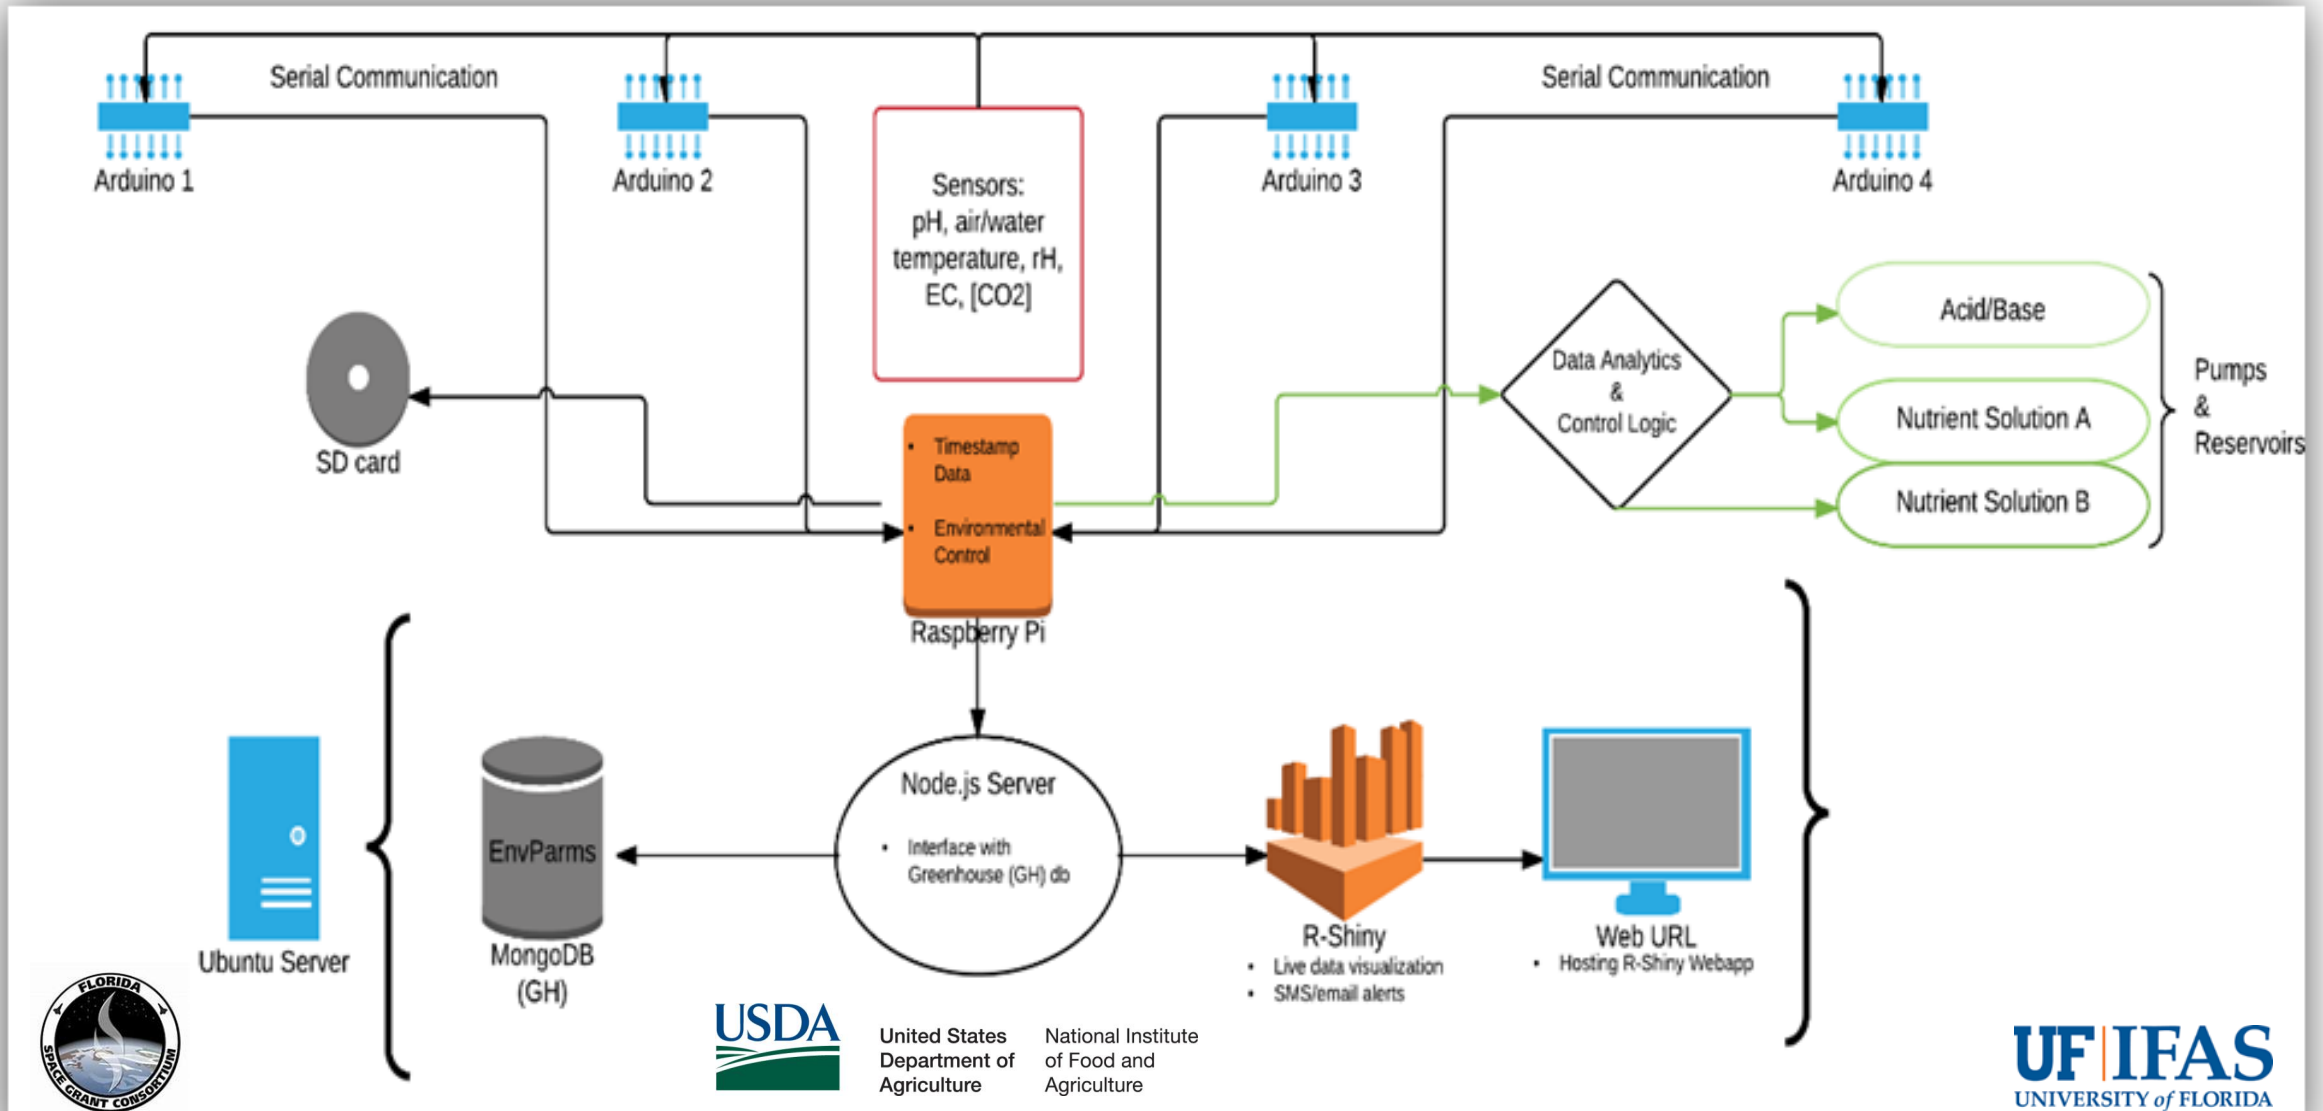 Serial Communication
Serial Communication
Arduino 1
Arduino 2
Arduino 3
Arduino 4
Sensors:
pH, air/water
temperature, rH,
EC, [CO2]
SD card
• Timestamp
Data
• Environmental
Control
Raspberry Pi
Data Analytics
&
Control Logic
Acid/Base
Nutrient Solution A
Nutrient Solution B
Pumps
&
Reservoirs
Ubuntu Server
EnvParms
MongoDB
(GH)
Node.js Server
• Interface with
Greenhouse (GH) db
R-Shiny
• Live data visualization
• SMS/email alerts
Web URL
• Hosting R-Shiny Webapp
FLORIDA
SPACE GRANT CONSORTIUM
USDA
United States
Department of
Agriculture
National Institute
of Food and
Agriculture
UF|IFAS
UNIVERSITY of FLORIDA